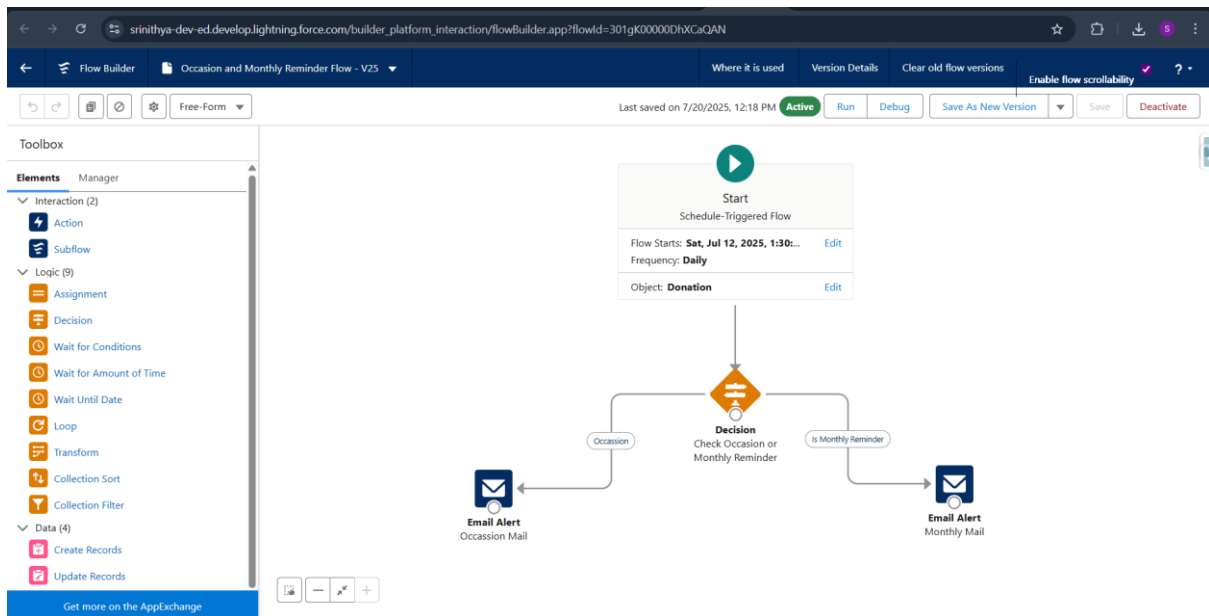 srinithya-dev-ed.develop.lightning.force.com/builder_platform_interaction/flowBuilder.app?flowId=301gK00000DhXCaQAN
S
Flow Builder
Occasion and Monthly Reminder Flow - V25
Where it is used
Version Details
Clear old flow versions
Enable flow scrollability
?
Free-Form
Last saved on 7/20/2025, 12:18 PM
Active
Run
Debug
Save As New Version
Save
Deactivate
Toolbox
Elements
Manager
Interaction (2)
Action
Subflow
Logic (9)
Assignment
Decision
Wait for Conditions
Wait for Amount of Time
Wait Until Date
Loop
Transform
Collection Sort
Collection Filter
Data (4)
Create Records
Update Records
Get more on the AppExchange
Start
Schedule-Triggered Flow
Flow Starts: Sat, Jul 12, 2025, 1:30:... Edit
Frequency: Daily
Object: Donation Edit
Decision
Check Occasion or
Monthly Reminder
Occassion
Is Monthly Reminder
Email Alert
Occassion Mail
Email Alert
Monthly Mail